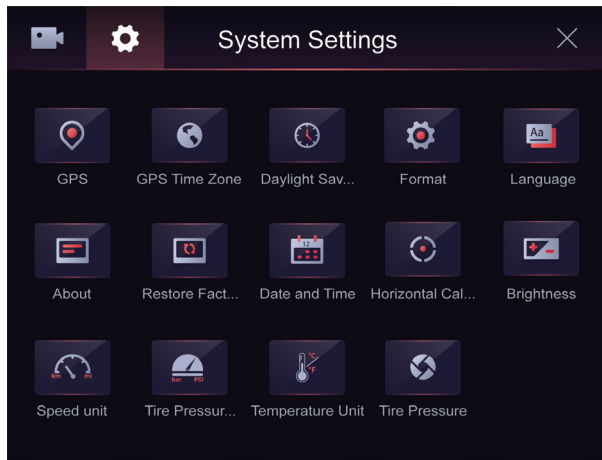 System Settings
GPS
GPS Time Zone
Daylight Sav...
Aa
Format
Language
12
About
Restore Fact...
Date and Time
Horizontal Cal...
Brightness
km mi
bar PSI
°C
°F
Speed unit
Tire Pressur...
Temperature Unit
Tire Pressure